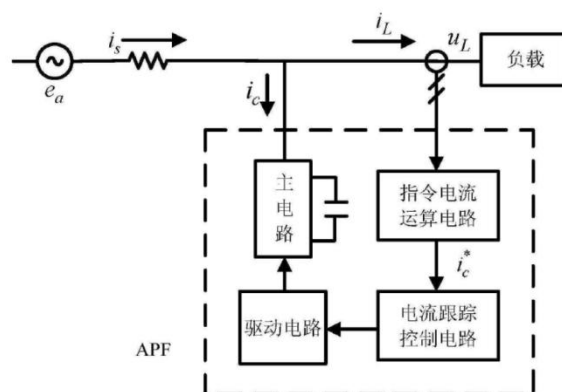 i_s
i_L
u_L
负载
e_a
i_c
主
电
路
指令电流
运算电路
i_c^*
驱动电路
电流跟踪
控制电路
APF